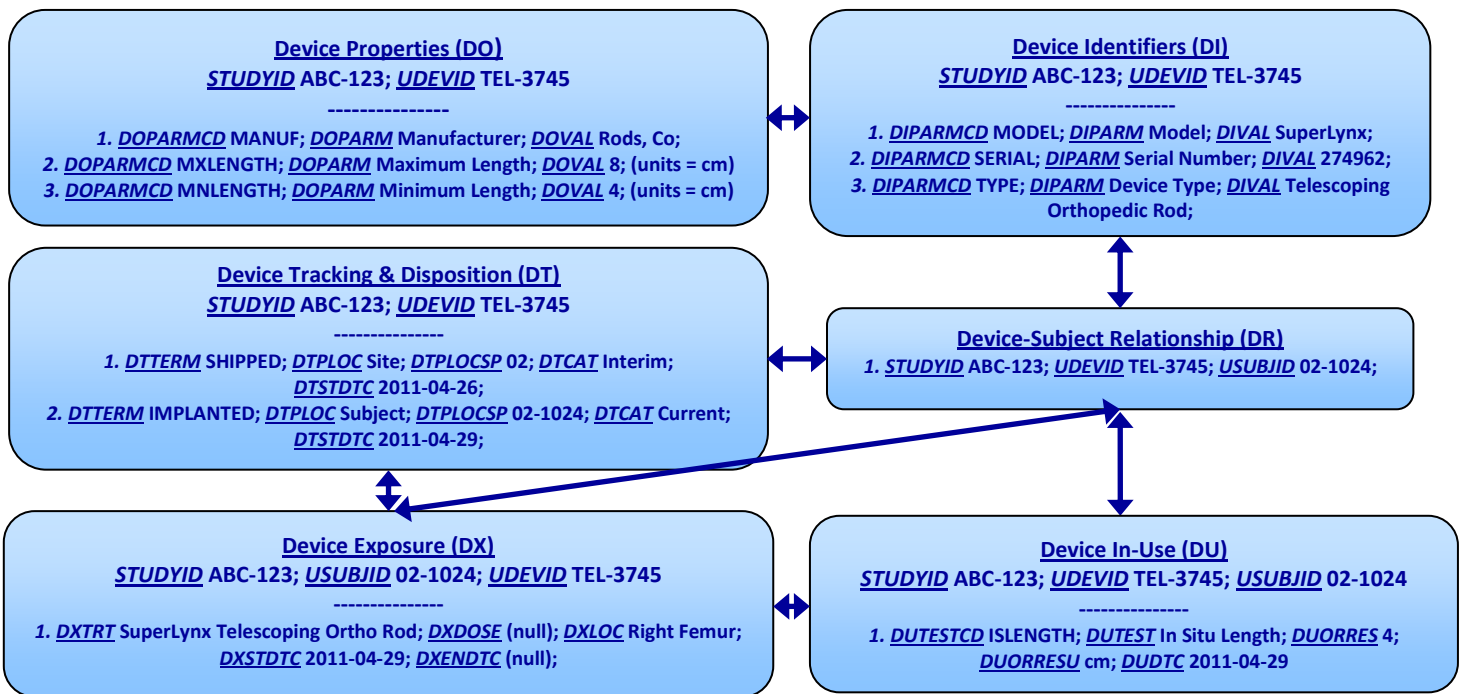 Device Properties (DO)
STUDYID ABC-123; UDEVID TEL-3745
---------------
1. DOPARMCD MANUF; DOPARM Manufacturer; DOVAL Rods, Co;
2. DOPARMCD MXLENGTH; DOPARM Maximum Length; DOVAL 8; (units = cm)
3. DOPARMCD MNLENGTH; DOPARM Minimum Length; DOVAL 4; (units = cm)
Device Identifiers (DI)
STUDYID ABC-123; UDEVID TEL-3745
---------------
1. DIPARMCD MODEL; DIPARM Model; DIVAL SuperLynx;
2. DIPARMCD SERIAL; DIPARM Serial Number; DIVAL 274962;
3. DIPARMCD TYPE; DIPARM Device Type; DIVAL Telescoping
Orthopedic Rod;
Device Tracking & Disposition (DT)
STUDYID ABC-123; UDEVID TEL-3745
---------------
1. DTTERM SHIPPED; DTPLOC Site; DTPLOCSP 02; DTCAT Interim;
DTSTDTC 2011-04-26;
2. DTTERM IMPLANTED; DTPLOC Subject; DTPLOCSP 02-1024; DTCAT Current;
DTSTDTC 2011-04-29;
Device-Subject Relationship (DR)
1. STUDYID ABC-123; UDEVID TEL-3745; USUBJID 02-1024;
Device Exposure (DX)
STUDYID ABC-123; USUBJID 02-1024; UDEVID TEL-3745
---------------
1. DXTRT SuperLynx Telescoping Ortho Rod; DXDOSE (null); DXLOC Right Femur;
DXSTDTC 2011-04-29; DXENDTC (null);
Device In-Use (DU)
STUDYID ABC-123; UDEVID TEL-3745; USUBJID 02-1024
---------------
1. DUTESTCD ISLENGTH; DUTEST In Situ Length; DUORRES 4;
DUORRESU cm; DUDTC 2011-04-29